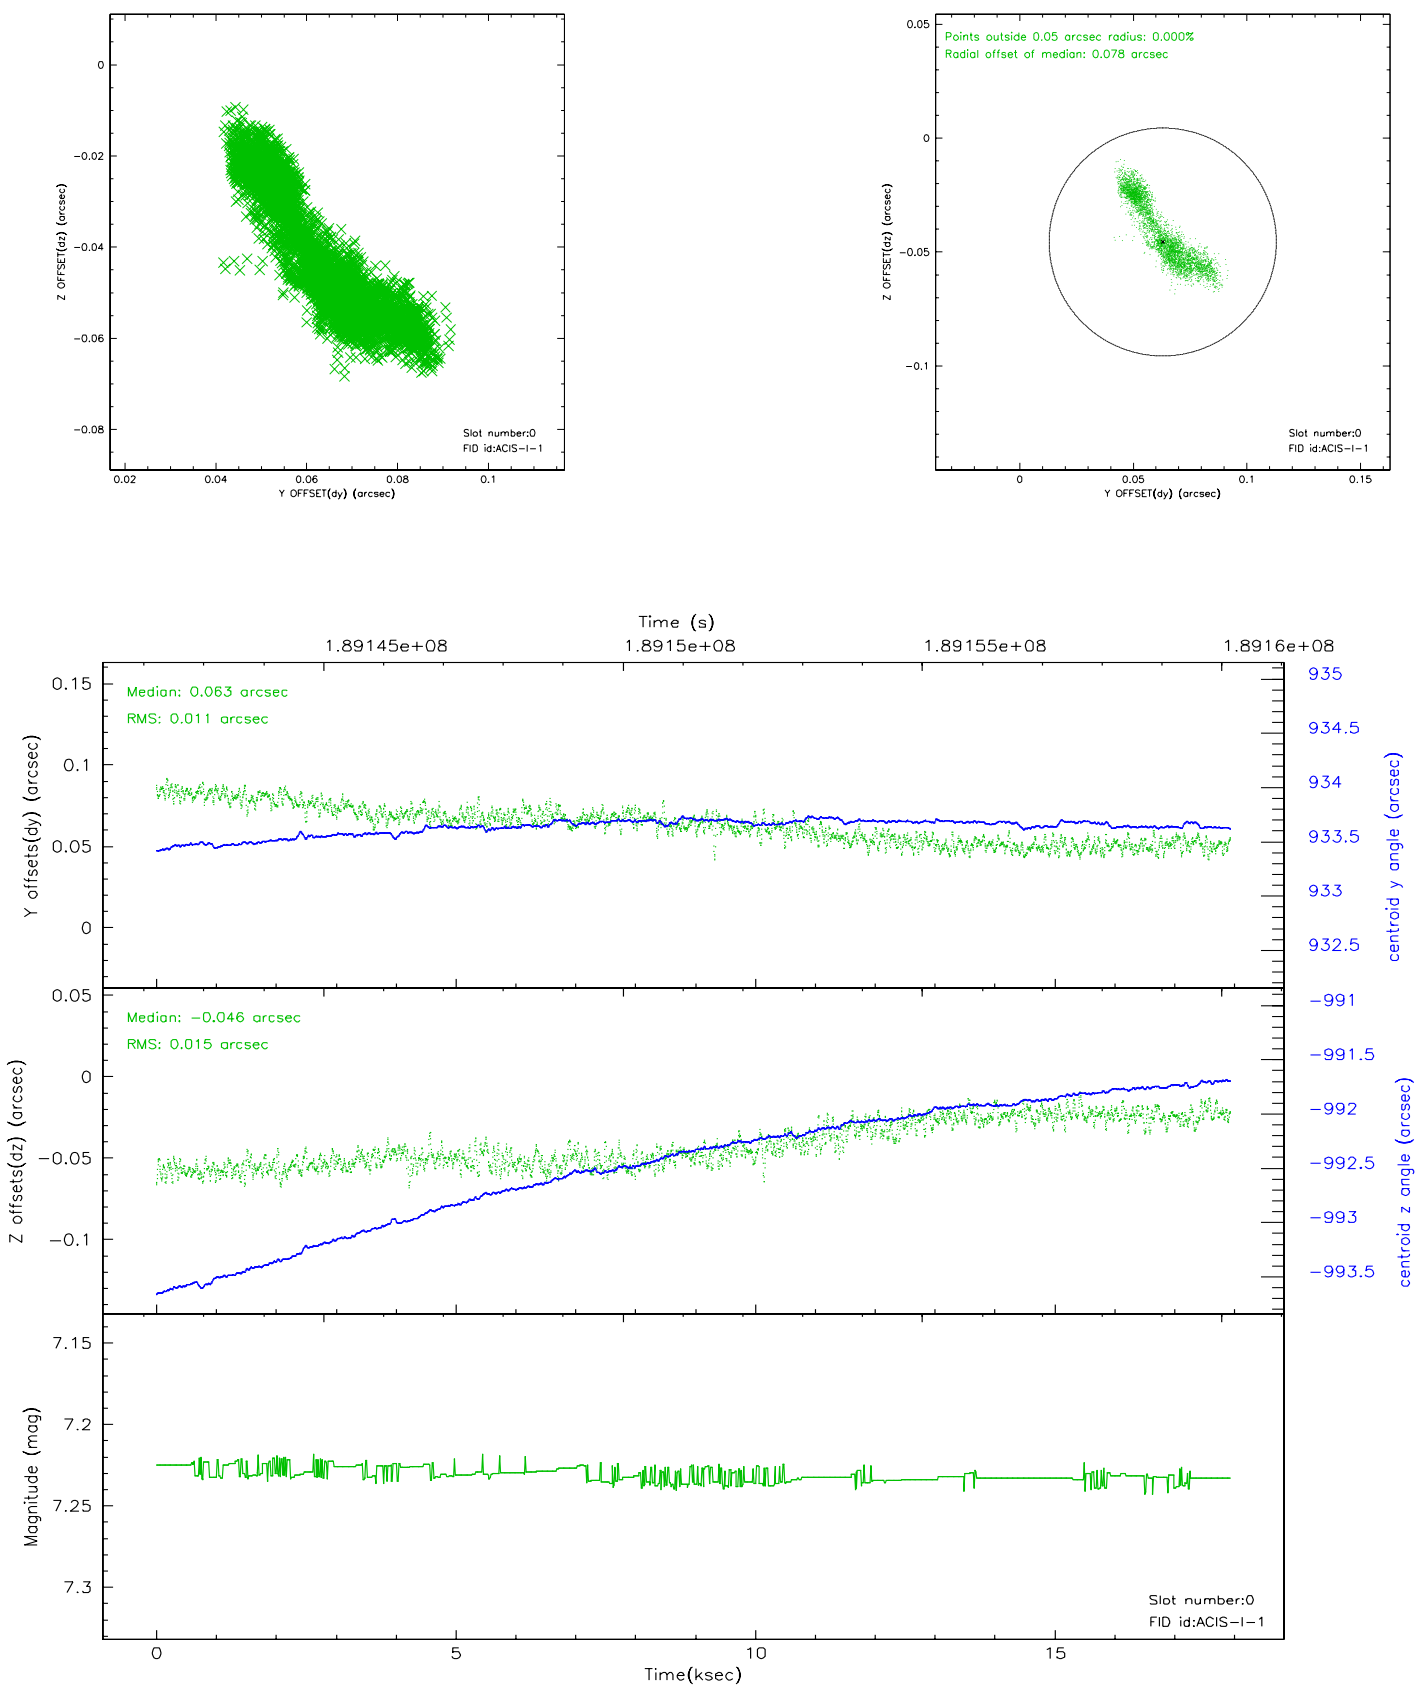 0
-0.02
-0.04
-0.06
-0.08
Z OFFSET(dz) (arcsec)
0.02 0.04 0.06 0.08 0.1
Y OFFSET(dy) (arcsec)
Slot number:0
FID id:ACIS-I-1
Points outside 0.05 arcsec radius: 0.000%
Radial offset of median: 0.078 arcsec
0.05
0
-0.05
-0.1
Z OFFSET(dz) (arcsec)
0 0.05 0.1 0.15
Y OFFSET(dy) (arcsec)
Slot number:0
FID id:ACIS-I-1
Time (s)
1.89145e+08 1.8915e+08 1.89155e+08 1.8916e+08
Median: 0.063 arcsec
RMS: 0.011 arcsec
0.15
0.1
0.05
0
Y offsets(dy) (arcsec)
935
934.5
934
933.5
933
932.5
centroid y angle (arcsec)
Median: -0.046 arcsec
RMS: 0.015 arcsec
0.05
0
-0.05
-0.1
Z offsets(dz) (arcsec)
-991
-991.5
-992
-992.5
-993
-993.5
centroid z angle (arcsec)
7.15
7.2
7.25
7.3
Magnitude (mag)
Slot number:0
FID id:ACIS-I-1
0 5 10 15
Time(ksec)